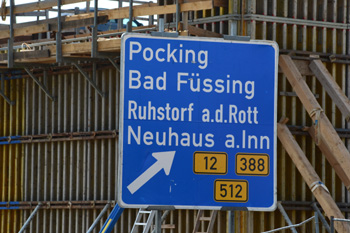 Pocking
Bad Füssing
Ruhstorf a.d.Rott
Neuhaus a.Inn
12 388
512